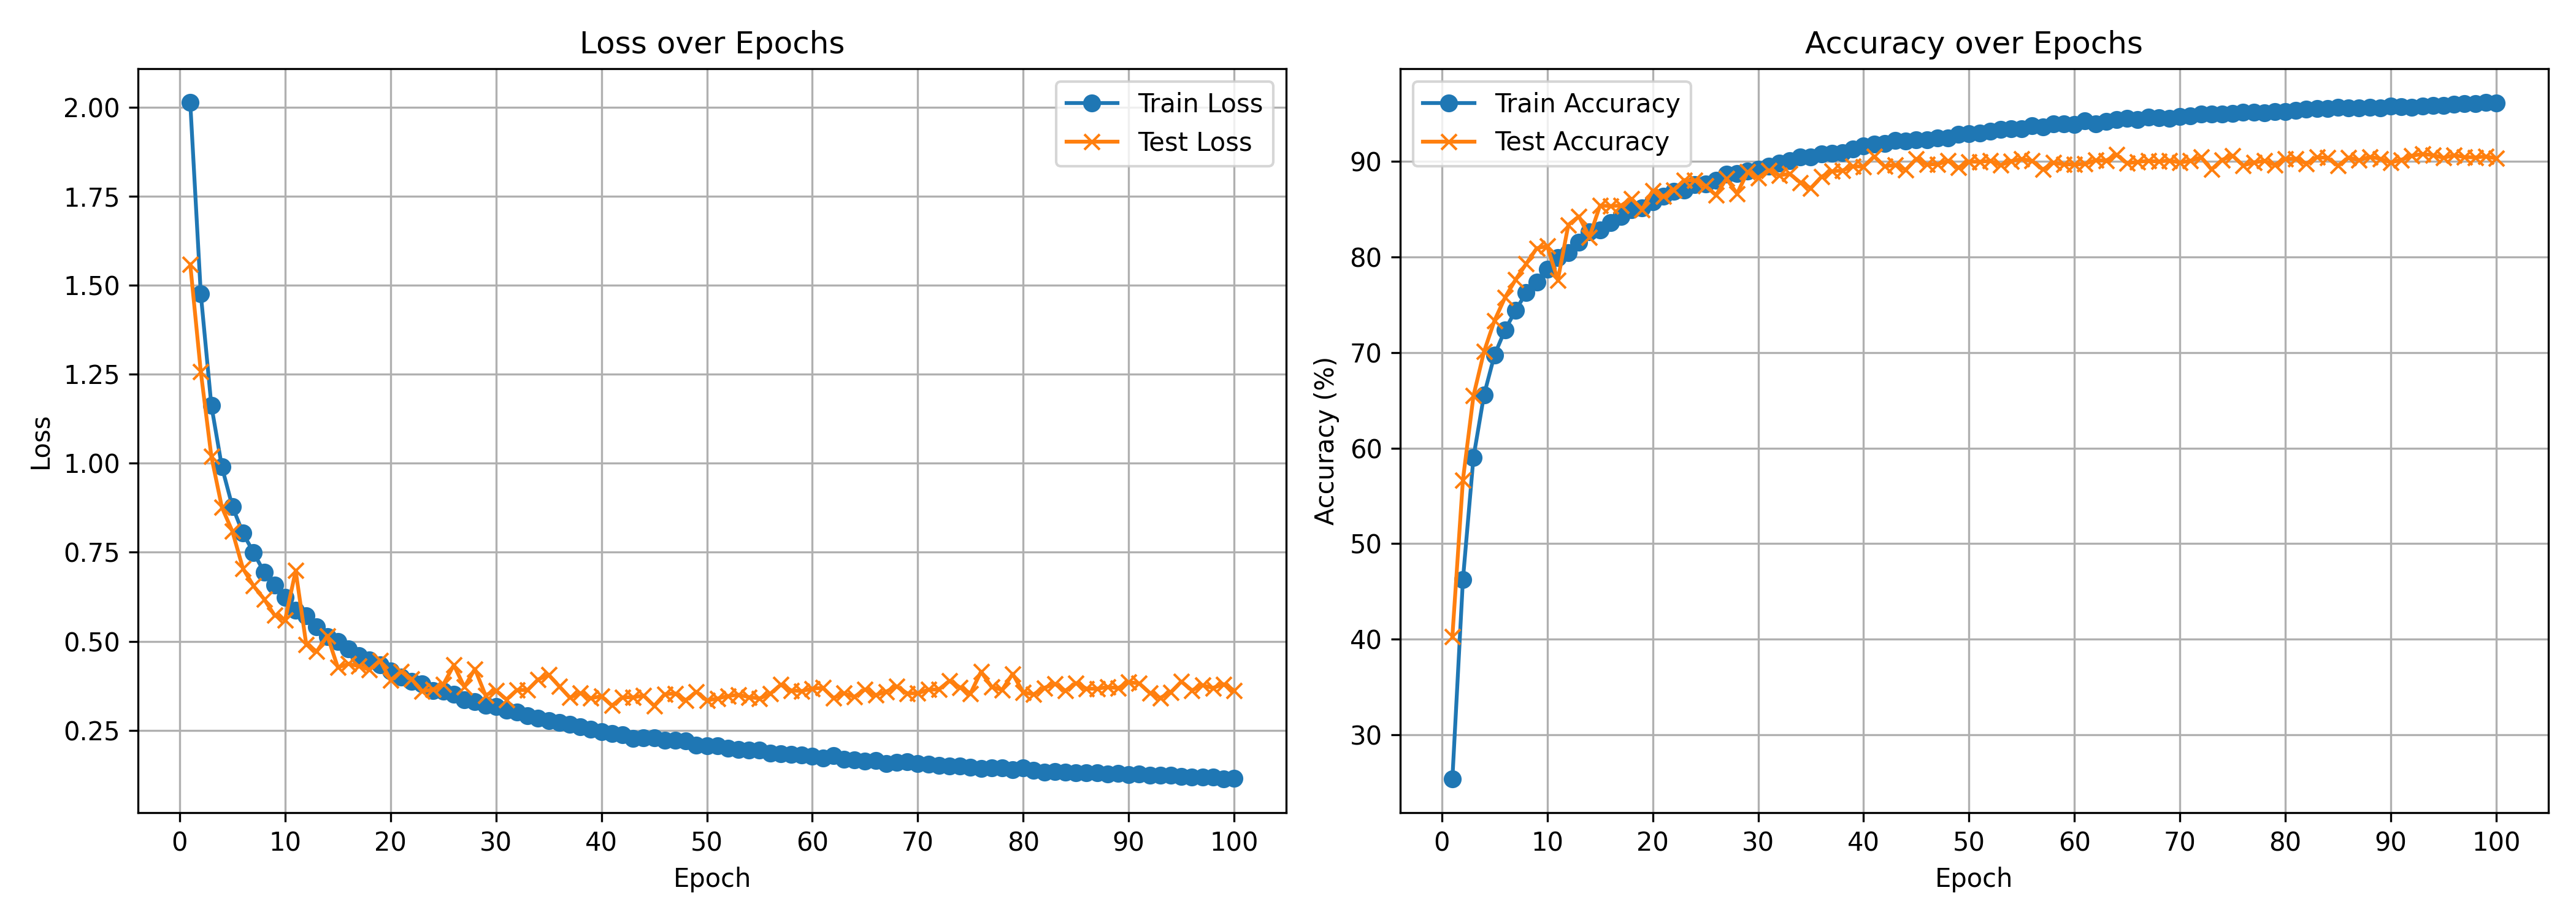 Loss over Epochs
Train Loss
Test Loss
2.00
1.75
1.50
1.25
1.00
0.75
0.50
0.25
Loss
0 10 20 30 40 50 60 70 80 90 100
Epoch
Accuracy over Epochs
Train Accuracy
Test Accuracy
90
80
70
60
50
40
30
Accuracy (%)
0 10 20 30 40 50 60 70 80 90 100
Epoch